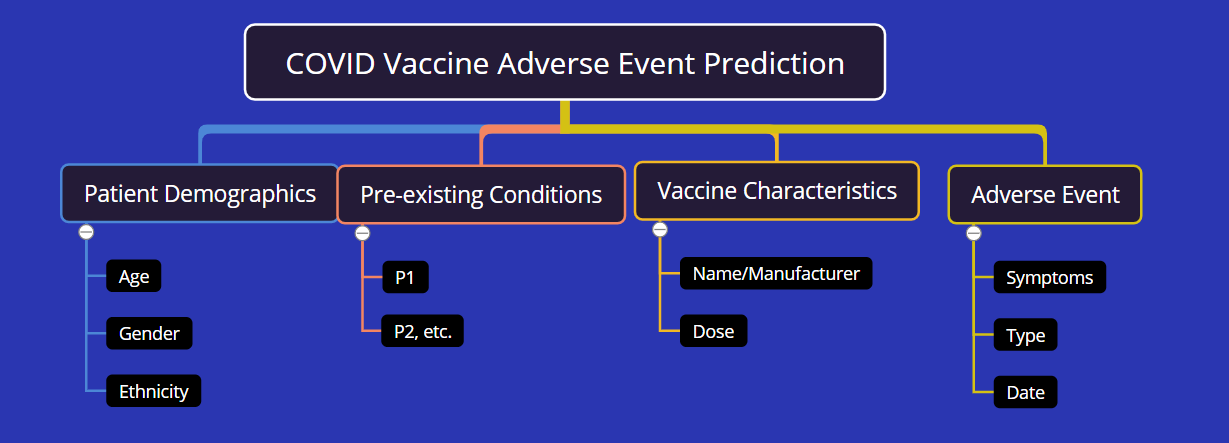 COVID Vaccine Adverse Event Prediction
Patient Demographics
Age
Gender
Ethnicity
Pre-existing Conditions
P1
P2, etc.
Vaccine Characteristics
Name/Manufacturer
Dose
Adverse Event
Symptoms
Type
Date